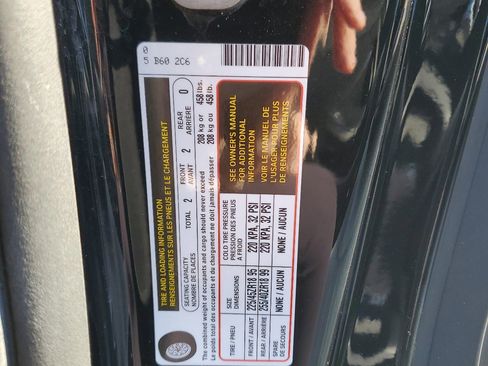 0
5 B60 2C6
TIRE AND LOADING INFORMATION
RENSEIGNEMENTS SUR LES PNEUS ET LE CHARGEMENT
SEATING CAPACITY
NOMBRE DE PLACES
TOTAL 2
FRONT
AVANT 2
REAR
ARRIÈRE 0
The combined weight of occupants and cargo should never exceed 208 kg or 458 lbs.
Le poids total des occupants et du chargement ne doit jamais dépasser 208 kg ou 458 lb.
TIRE / PNEU
SIZE
DIMENSIONS
COLD TIRE PRESSURE
PRESSION DES PNEUS
A FROID
FRONT / AVANT 225/45ZR18 95 220 KPA, 32 PSI
REAR / ARRIÈRE 255/40ZR18 99 220 KPA, 32 PSI
SPARE
DE SECOURS
NONE / AUCUN NONE / AUCUN
SEE OWNER'S MANUAL
FOR ADDITIONAL
INFORMATION
VOIR LE MANUEL DE
L'USAGER POUR PLUS
DE RENSEIGNEMENTS